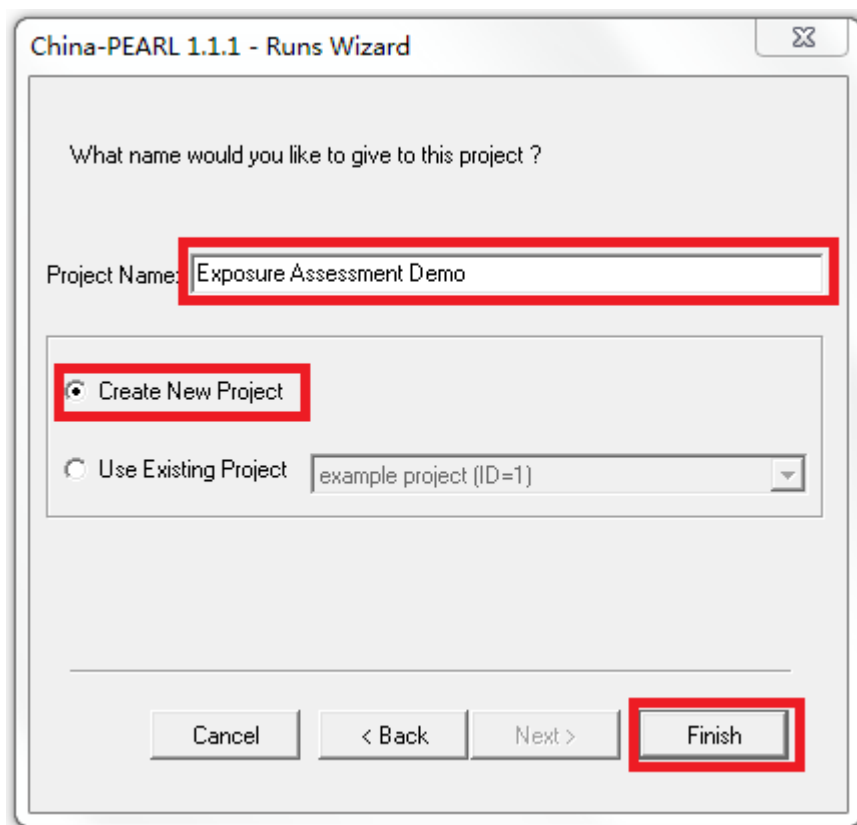 China-PEARL 1.1.1 - Runs Wizard
What name would you like to give to this project ?
Project Name: Exposure Assessment Demo
Create New Project
Use Existing Project example project (ID=1)
Cancel < Back Next > Finish